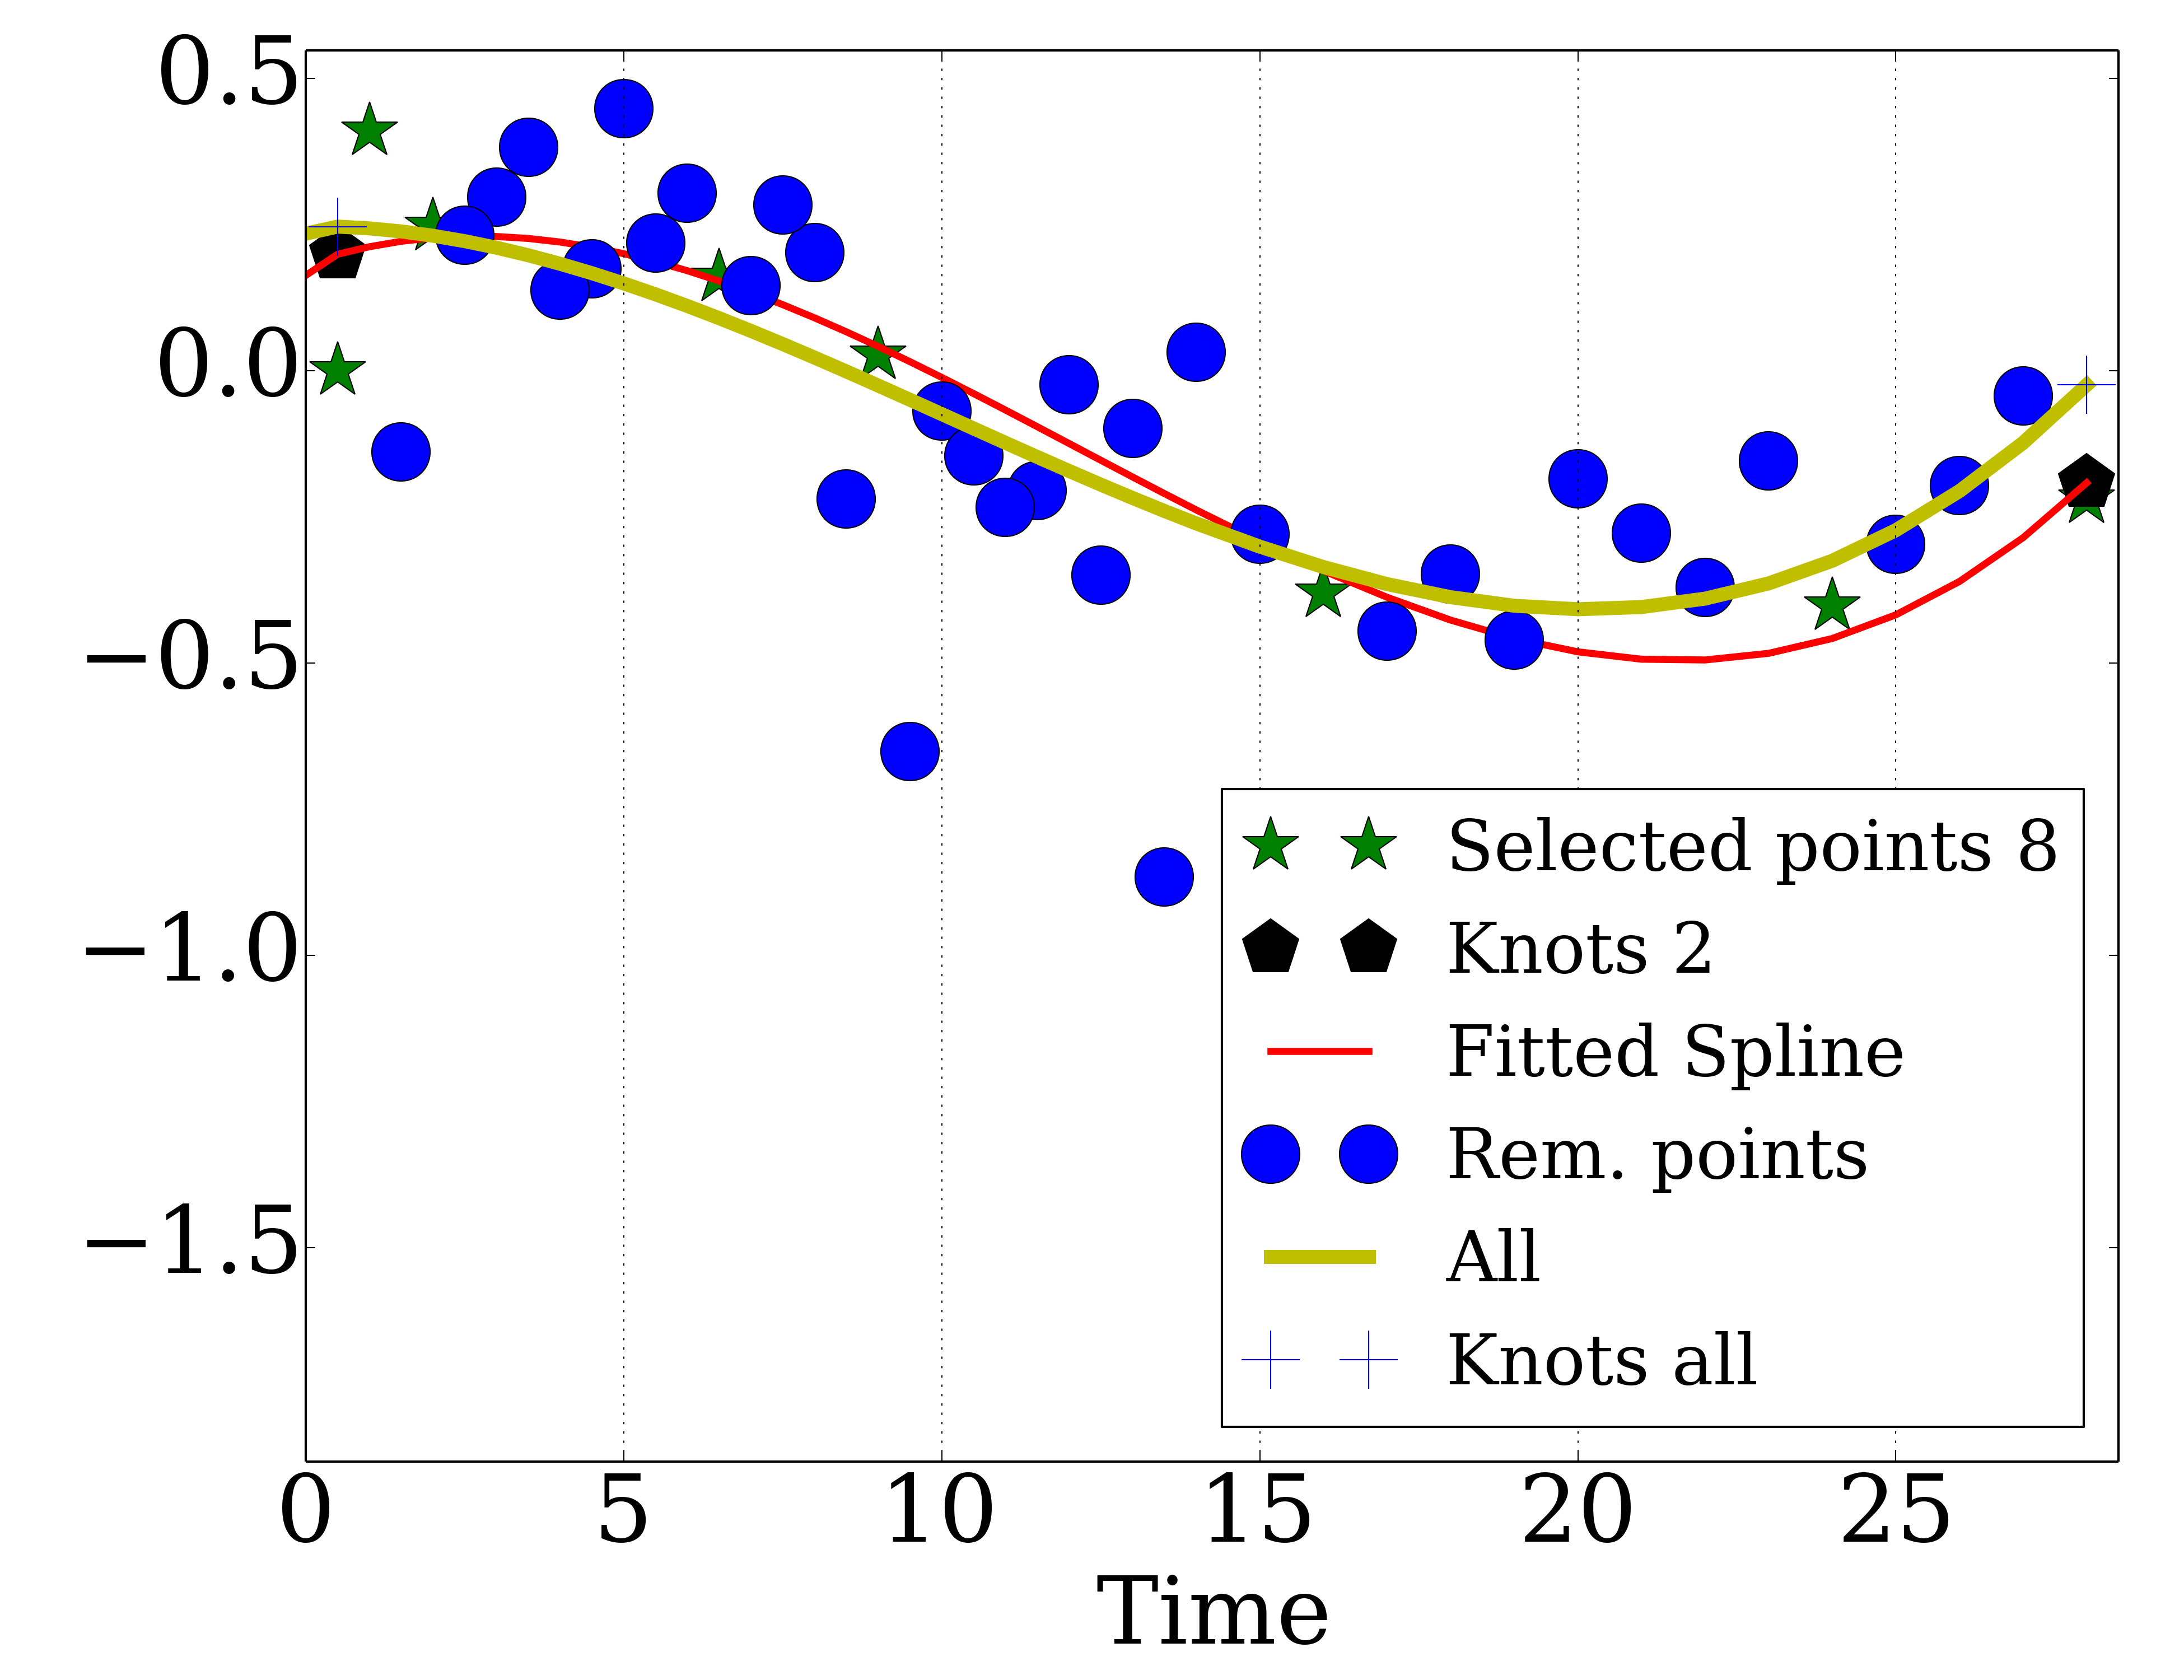 0.5
0.0
−0.5
−1.0
−1.5
Selected points 8
Knots 2
Fitted Spline
Rem. points
All
Knots all
0 5 10 15 20 25
Time